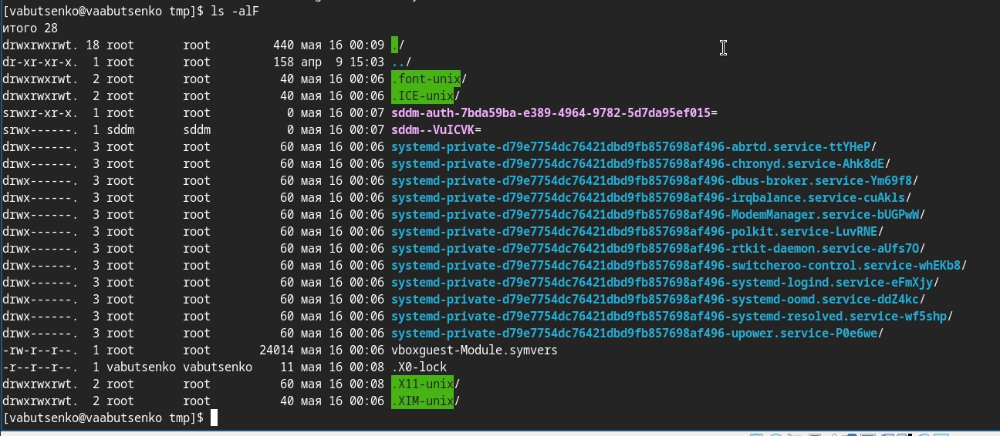 [vabutsenko@vaabutsenko tmp]$ ls -alF
итого 28
drwxrwxrwt. 18 root       root         440 мая 16 00:09 ./
dr-xr-xr-x.  1 root       root         158 апр  9 15:03 ../
drwxrwxrwt.  2 root       root          40 мая 16 00:06 .font-unix/
drwxrwxrwt.  2 root       root          40 мая 16 00:06 .ICE-unix/
srwxr-xr-x.  1 root       root           0 мая 16 00:07 sddm-auth-7bda59ba-e389-4964-9782-5d7da95ef015=
srwx------.  1 sddm       sddm           0 мая 16 00:07 sddm--VuICVK=
drwx------.  3 root       root          60 мая 16 00:06 systemd-private-d79e7754dc76421dbd9fb857698af496-abrtd.service-ttYHeP/
drwx------.  3 root       root          60 мая 16 00:06 systemd-private-d79e7754dc76421dbd9fb857698af496-chronyd.service-Ahk8dE/
drwx------.  3 root       root          60 мая 16 00:06 systemd-private-d79e7754dc76421dbd9fb857698af496-dbus-broker.service-Ym69f8/
drwx------.  3 root       root          60 мая 16 00:06 systemd-private-d79e7754dc76421dbd9fb857698af496-irqbalance.service-cuAkls/
drwx------.  3 root       root          60 мая 16 00:06 systemd-private-d79e7754dc76421dbd9fb857698af496-ModemManager.service-bUGPwW/
drwx------.  3 root       root          60 мая 16 00:06 systemd-private-d79e7754dc76421dbd9fb857698af496-polkit.service-LuvRNE/
drwx------.  3 root       root          60 мая 16 00:06 systemd-private-d79e7754dc76421dbd9fb857698af496-rtkit-daemon.service-aUfs7O/
drwx------.  3 root       root          60 мая 16 00:06 systemd-private-d79e7754dc76421dbd9fb857698af496-switcheroo-control.service-whEKb8/
drwx------.  3 root       root          60 мая 16 00:06 systemd-private-d79e7754dc76421dbd9fb857698af496-systemd-logind.service-eFmXjy/
drwx------.  3 root       root          60 мая 16 00:06 systemd-private-d79e7754dc76421dbd9fb857698af496-systemd-oomd.service-ddZ4kc/
drwx------.  3 root       root          60 мая 16 00:06 systemd-private-d79e7754dc76421dbd9fb857698af496-systemd-resolved.service-wf5shp/
drwx------.  3 root       root          60 мая 16 00:06 systemd-private-d79e7754dc76421dbd9fb857698af496-upower.service-P0e6we/
-rw-r--r--.  1 root       root       24014 мая 16 00:06 vboxguest-Module.symvers
-r--r--r--.  1 vabutsenko vabutsenko    11 мая 16 00:08 .X0-lock
drwxrwxrwt.  2 root       root          60 мая 16 00:08 .X11-unix/
drwxrwxrwt.  2 root       root          40 мая 16 00:06 .XIM-unix/
[vabutsenko@vaabutsenko tmp]$